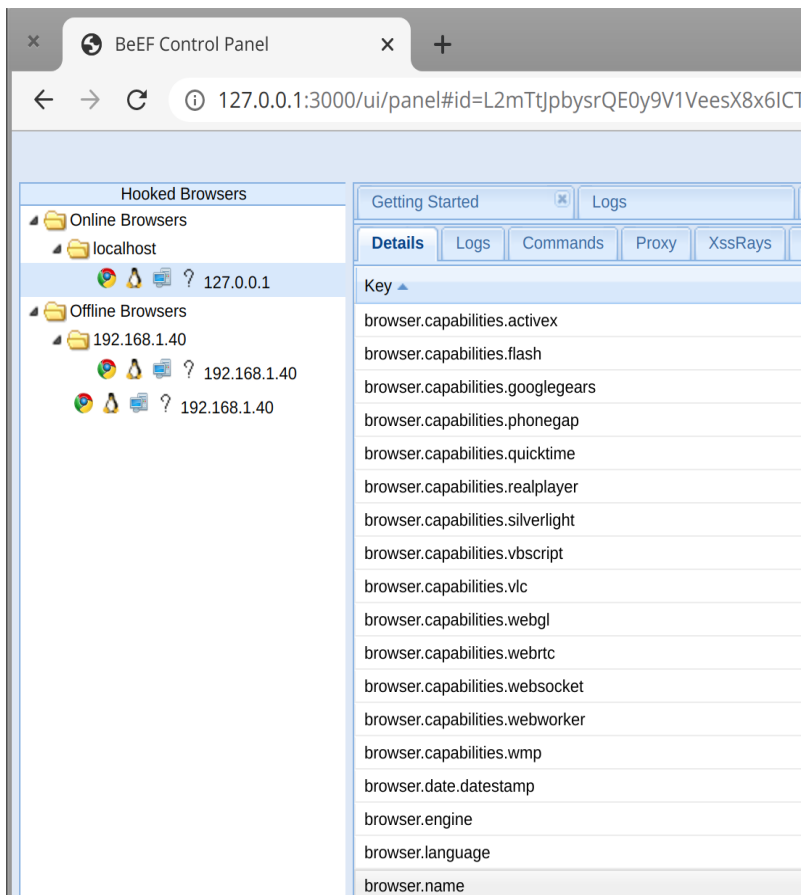 BeEF Control Panel
127.0.0.1:3000/ui/panel#id=L2mTtJpbysrQE0y9V1VeesX8x6IC
Hooked Browsers
Online Browsers
localhost
127.0.0.1
Offline Browsers
192.168.1.40
192.168.1.40
192.168.1.40
Getting Started
Logs
Details
Logs
Commands
Proxy
XssRays
Key
browser.capabilities.activex
browser.capabilities.flash
browser.capabilities.googlegears
browser.capabilities.phonegap
browser.capabilities.quicktime
browser.capabilities.realplayer
browser.capabilities.silverlight
browser.capabilities.vbscript
browser.capabilities.vlc
browser.capabilities.webgl
browser.capabilities.webrtc
browser.capabilities.websocket
browser.capabilities.webworker
browser.capabilities.wmp
browser.date.datestamp
browser.engine
browser.language
browser.name